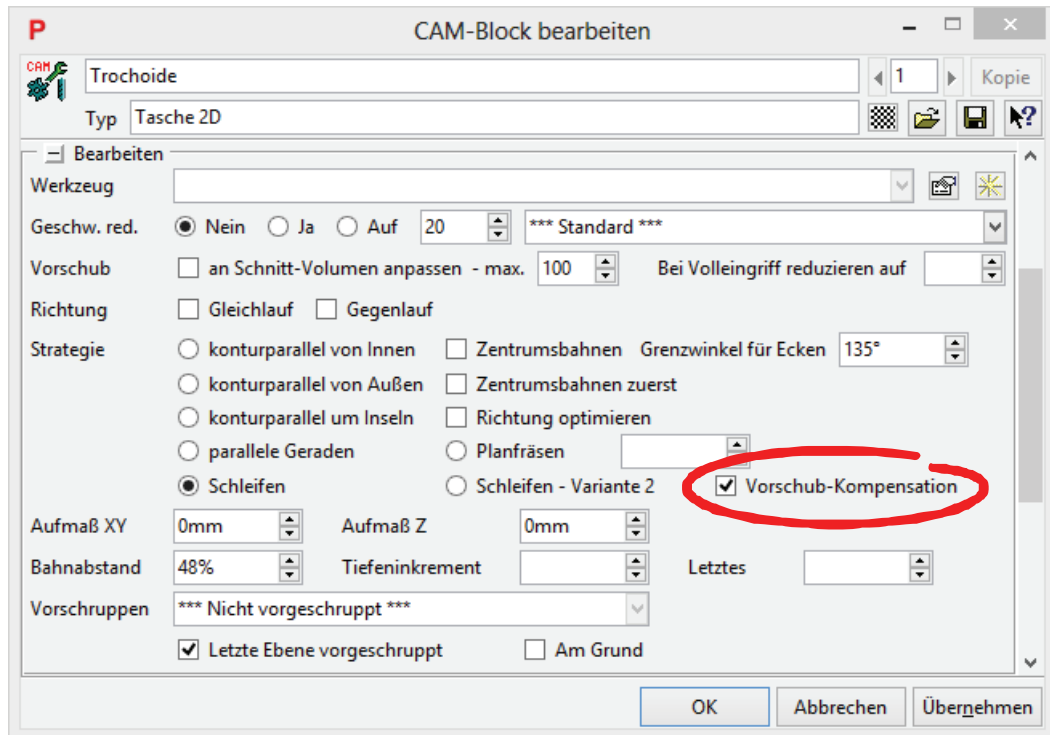 P CAM-Block bearbeiten
CAM Trochoide 1 Kopie
Typ Tasche 2D
Bearbeiten
Werkzeug
Geschw. red. Nein Ja Auf 20 *** Standard ***
Vorschub an Schnitt-Volumen anpassen - max. 100 Bei Volleingriff reduzieren auf
Richtung Gleichlauf Gegenlauf
Strategie konturparallel von Innen Zentrumsbahnen Grenzwinkel für Ecken 135°
konturparallel von Außen Zentrumsbahnen zuerst
konturparallel um Inseln Richtung optimieren
parallele Geraden Planfräsen
Schleifen Schleifen - Variante 2 Vorschub-Kompensation
Aufmaß XY 0mm Aufmaß Z 0mm
Bahnabstand 48% Tiefeninkrement Letztes
Vorschruppen *** Nicht vorgeschruppt ***
Letzte Ebene vorgeschruppt Am Grund
OK Abbrechen Übernehmen